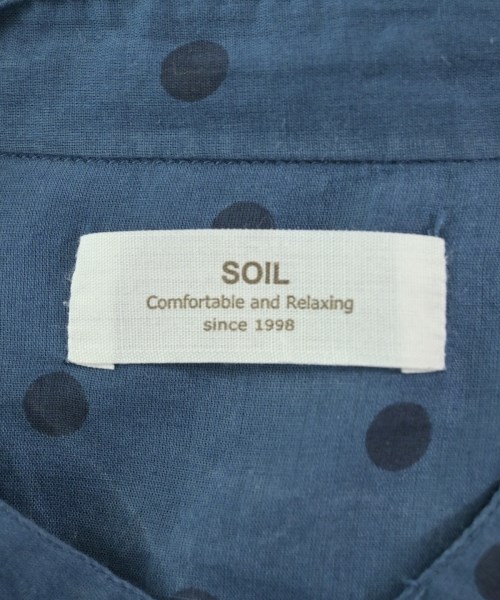 SOIL
Comfortable and Relaxing
since 1998